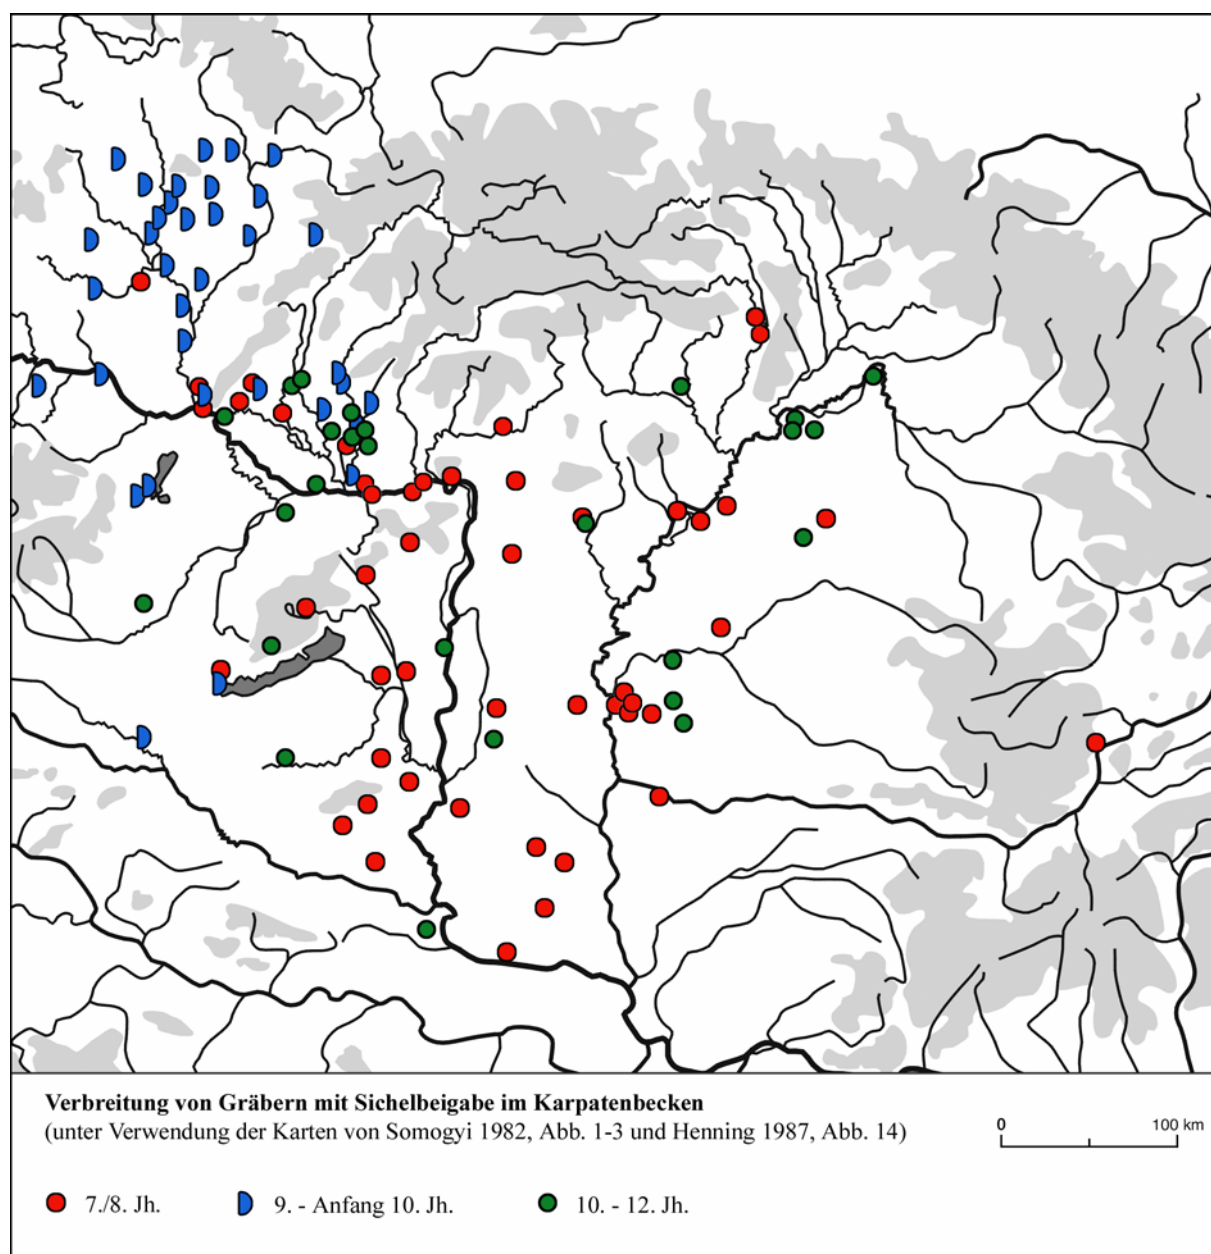 Verbreitung von Gräbern mit Sichelbeigabe im Karpatenbecken
(unter Verwendung der Karten von Somogyi 1982, Abb. 1-3 und Henning 1987, Abb. 14)
0 100 km
7./8. Jh. 9. - Anfang 10. Jh. 10. - 12. Jh.